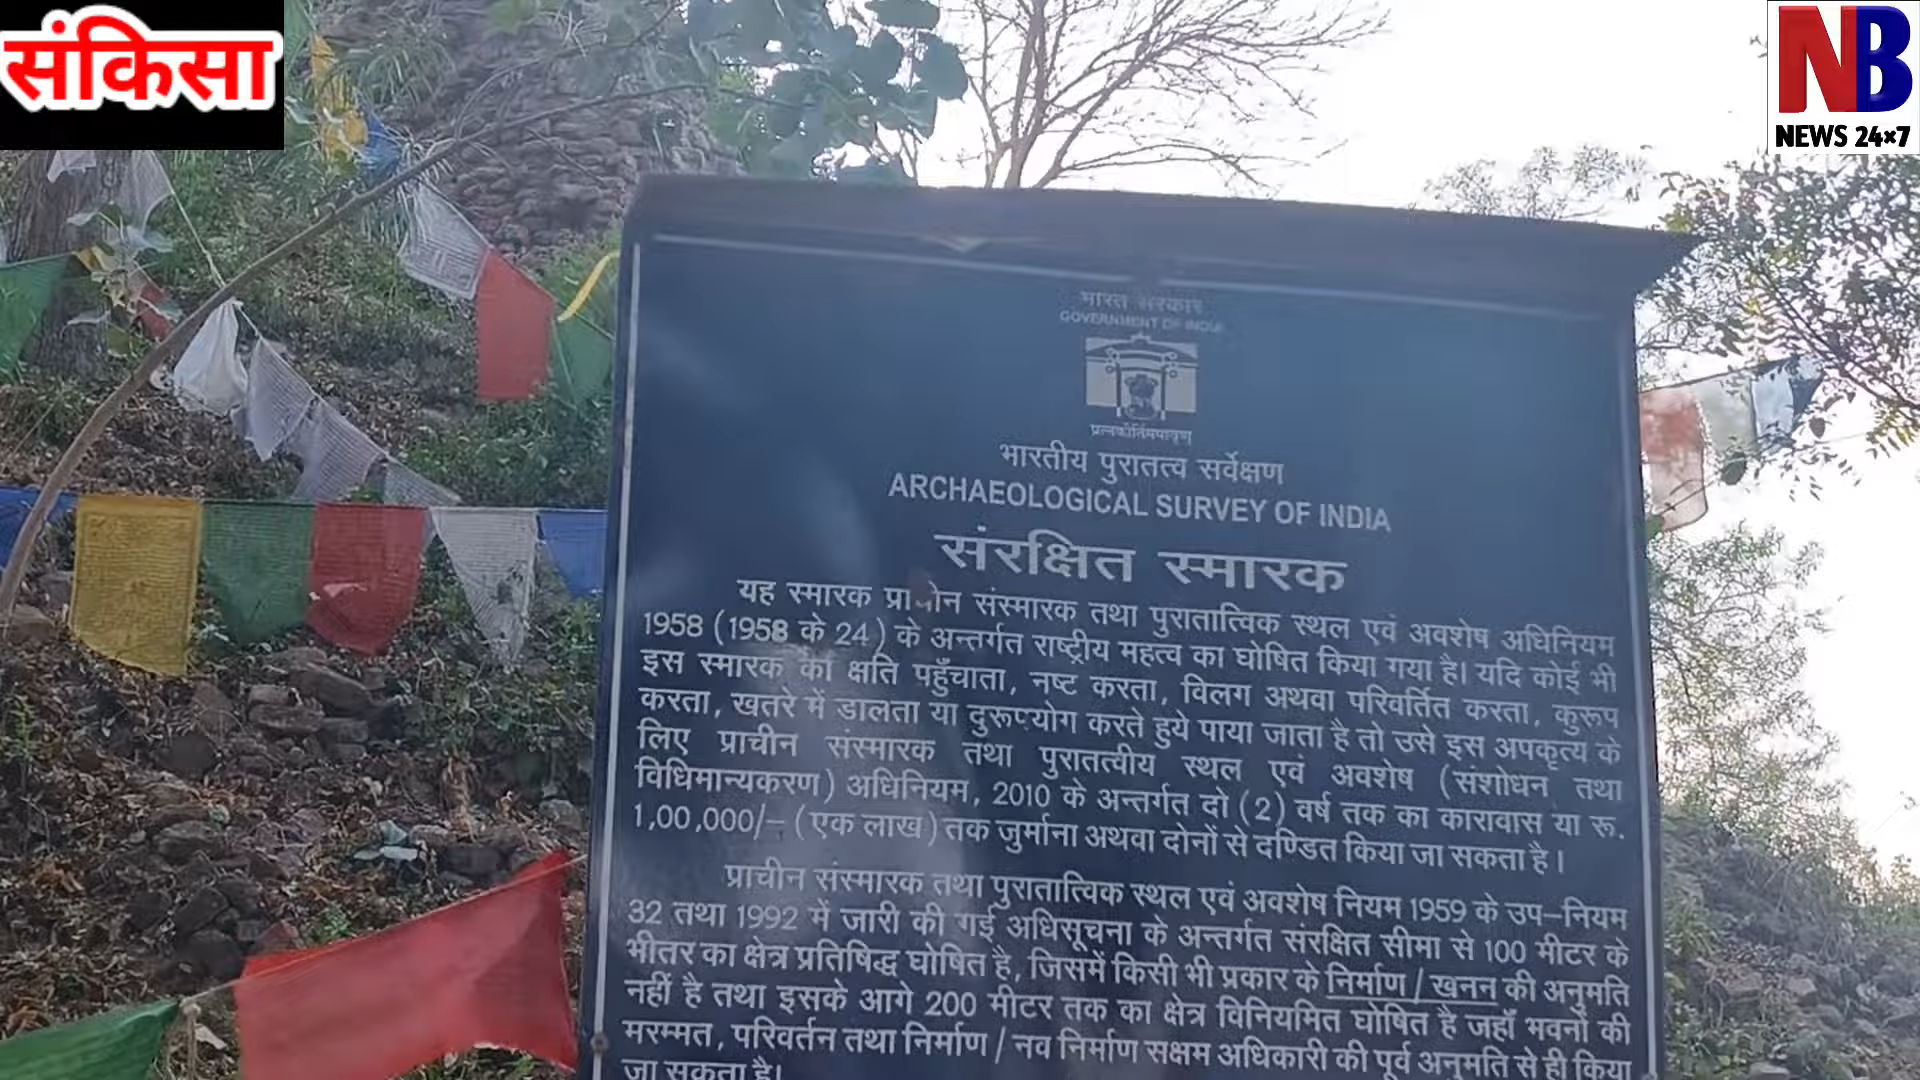 संकिसा
NB
NEWS 24×7
भारत सरकार
GOVERNMENT OF INDIA
प्रत्नकीर्तिमपावृणु
भारतीय पुरातत्व सर्वेक्षण
ARCHAEOLOGICAL SURVEY OF INDIA
संरक्षित स्मारक
यह स्मारक प्राचीन संस्मारक तथा पुरातात्विक स्थल एवं अवशेष अधिनियम
1958 (1958 के 24) के अन्तर्गत राष्ट्रीय महत्व का घोषित किया गया है। यदि कोई भी
इस स्मारक को क्षति पहुँचाता, नष्ट करता, विलग अथवा परिवर्तित करता, कुरूप
करता, खतरे में डालता या दुरूपयोग करते हुये पाया जाता है तो उसे इस अपकृत्य के
लिए प्राचीन संस्मारक तथा पुरातत्वीय स्थल एवं अवशेष (संशोधन तथा
विधिमान्यकरण) अधिनियम, 2010 के अन्तर्गत दो (2) वर्ष तक का कारावास या रू.
1,00,000/– (एक लाख) तक जुर्माना अथवा दोनों से दण्डित किया जा सकता है।
प्राचीन संस्मारक तथा पुरातात्विक स्थल एवं अवशेष नियम 1959 के उप–नियम
32 तथा 1992 में जारी की गई अधिसूचना के अन्तर्गत संरक्षित सीमा से 100 मीटर के
भीतर का क्षेत्र प्रतिषिद्ध घोषित है, जिसमें किसी भी प्रकार के निर्माण / खनन की अनुमति
नहीं है तथा इसके आगे 200 मीटर तक का क्षेत्र विनियमित घोषित है जहाँ भवनों की
मरम्मत, परिवर्तन तथा निर्माण / नव निर्माण सक्षम अधिकारी की पूर्व अनुमति से ही किया
जा सकता है।